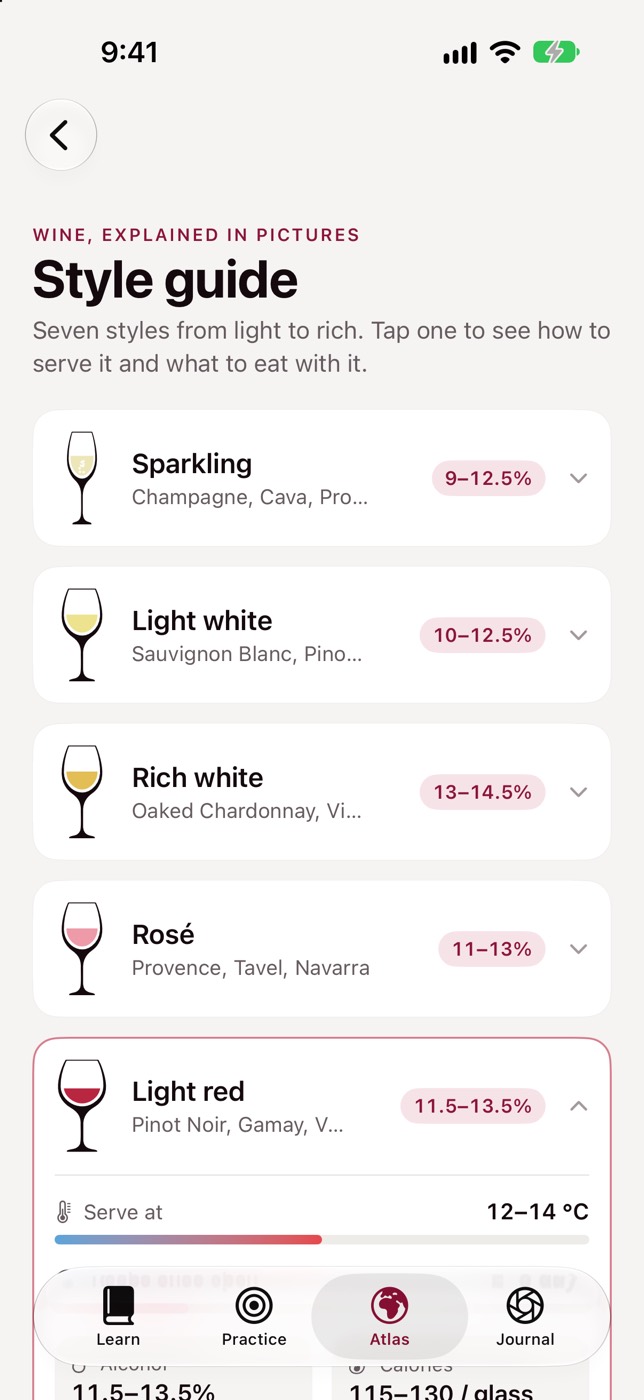 9:41
WINE, EXPLAINED IN PICTURES
Style guide
Seven styles from light to rich. Tap one to see how to
serve it and what to eat with it.
Sparkling
Champagne, Cava, Pro...
9–12.5%
Light white
Sauvignon Blanc, Pino...
10–12.5%
Rich white
Oaked Chardonnay, Vi...
13–14.5%
Rosé
Provence, Tavel, Navarra
11–13%
Light red
Pinot Noir, Gamay, V...
11.5–13.5%
Serve at
12–14 °C
Learn
Practice
Atlas
Journal
Alcohol
Calories
11.5–13.5%
115–130 / glass